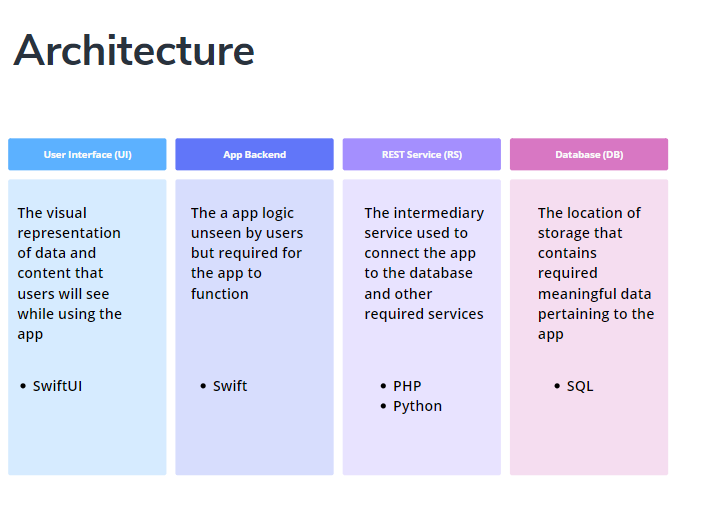 Architecture
User Interface (UI)
App Backend
REST Service (RS)
Database (DB)
The visual
representation
of data and
content that
users will see
while using the
app
• SwiftUI
The a app logic
unseen by users
but required for
the app to
function
• Swift
The intermediary
service used to
connect the app
to the database
and other
required services
• PHP
• Python
The location of
storage that
contains
required
meaningful data
pertaining to the
app
• SQL